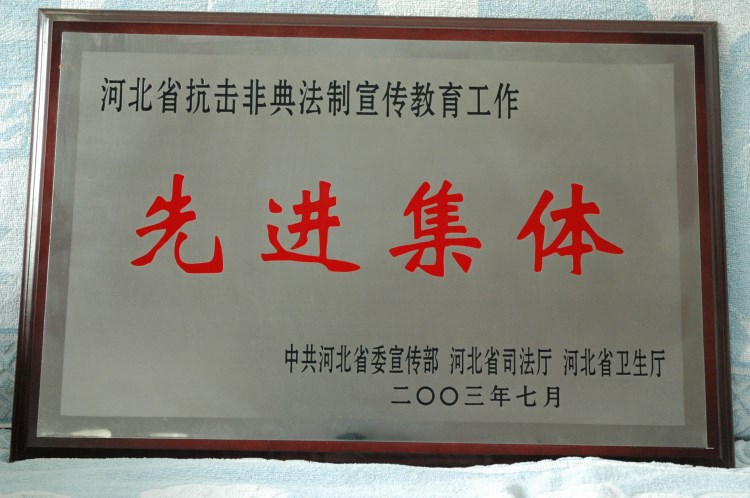 河北省抗击非典法制宣传教育工作
先进集体
中共河北省委宣传部 河北省司法厅 河北省卫生厅
二〇〇三年七月